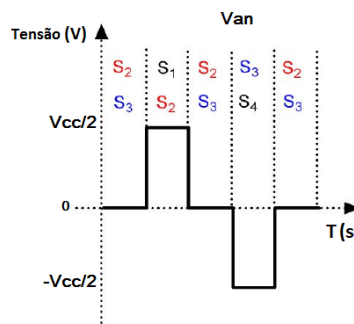 Van
Tensão (V)
S2 S1 S2 S3 S2
S3 S2 S3 S4 S3
Vcc/2
0
T (s
-Vcc/2